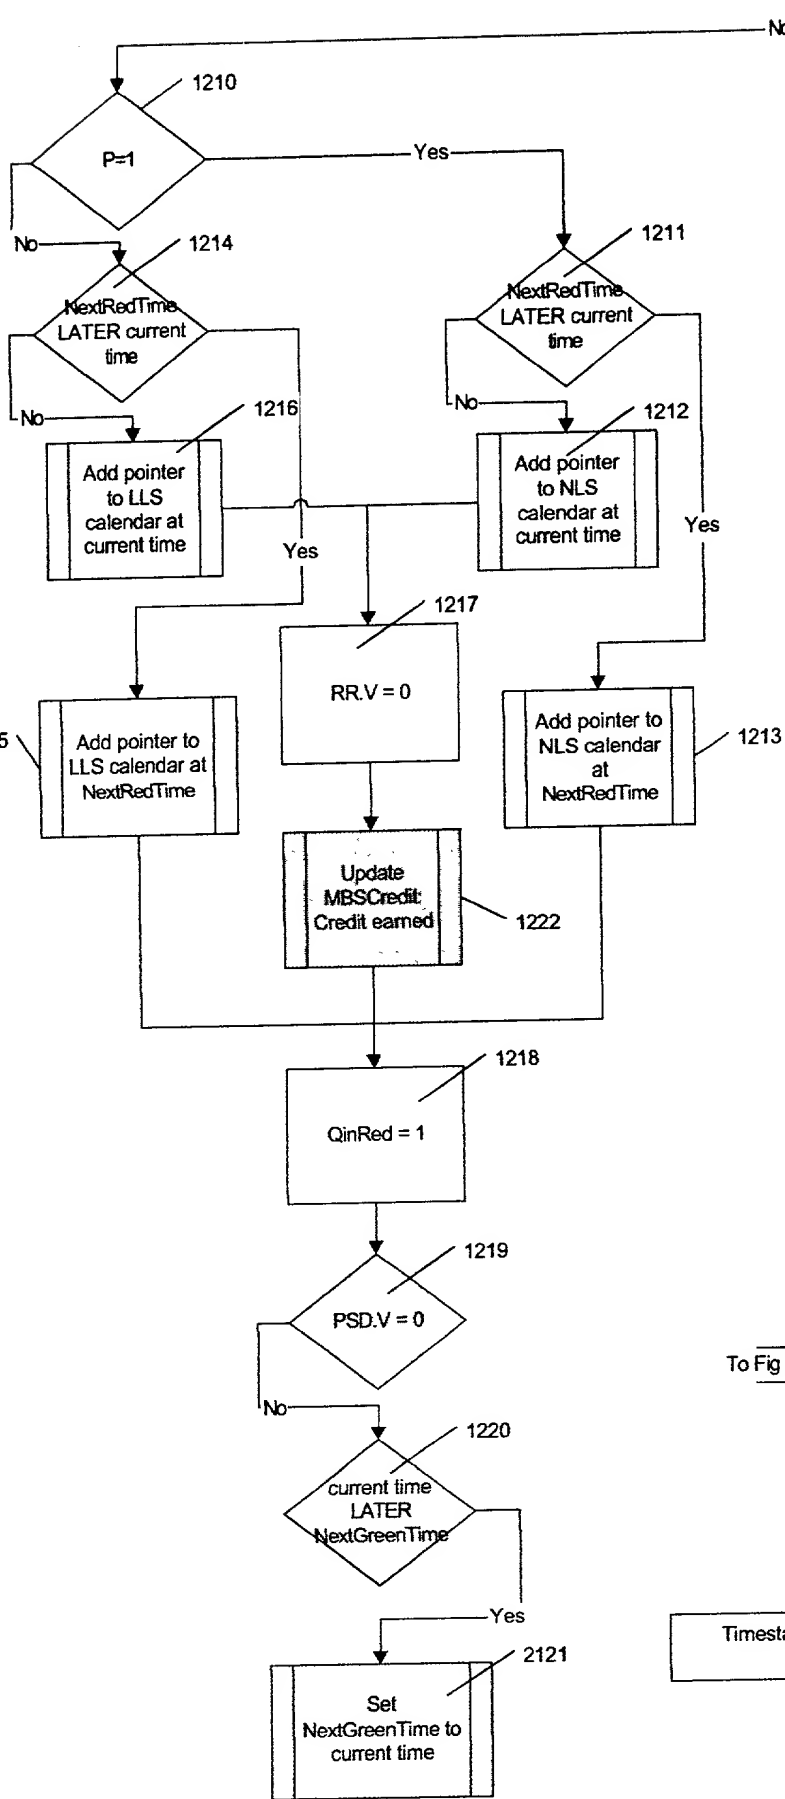 No
1210
P=1
Yes
No
1214
1211
NextRedTime
LATER current
time
NextRedTime
LATER current
time
No
1216
No
1212
Add pointer
to LLS
calendar at
current time
Add pointer
to NLS
calendar at
current time
Yes
Yes
1217
RR.V = 0
5
Add pointer to
LLS calendar at
NextRedTime
Add pointer to
NLS calendar
at
NextRedTime
1213
Update
MBSCredit:
Credit earned
1222
1218
QinRed = 1
1219
PSD.V = 0
To Fig
No
1220
current time
LATER
NextGreenTime
Yes
2121
Timesta
Set
NextGreenTime to
current time